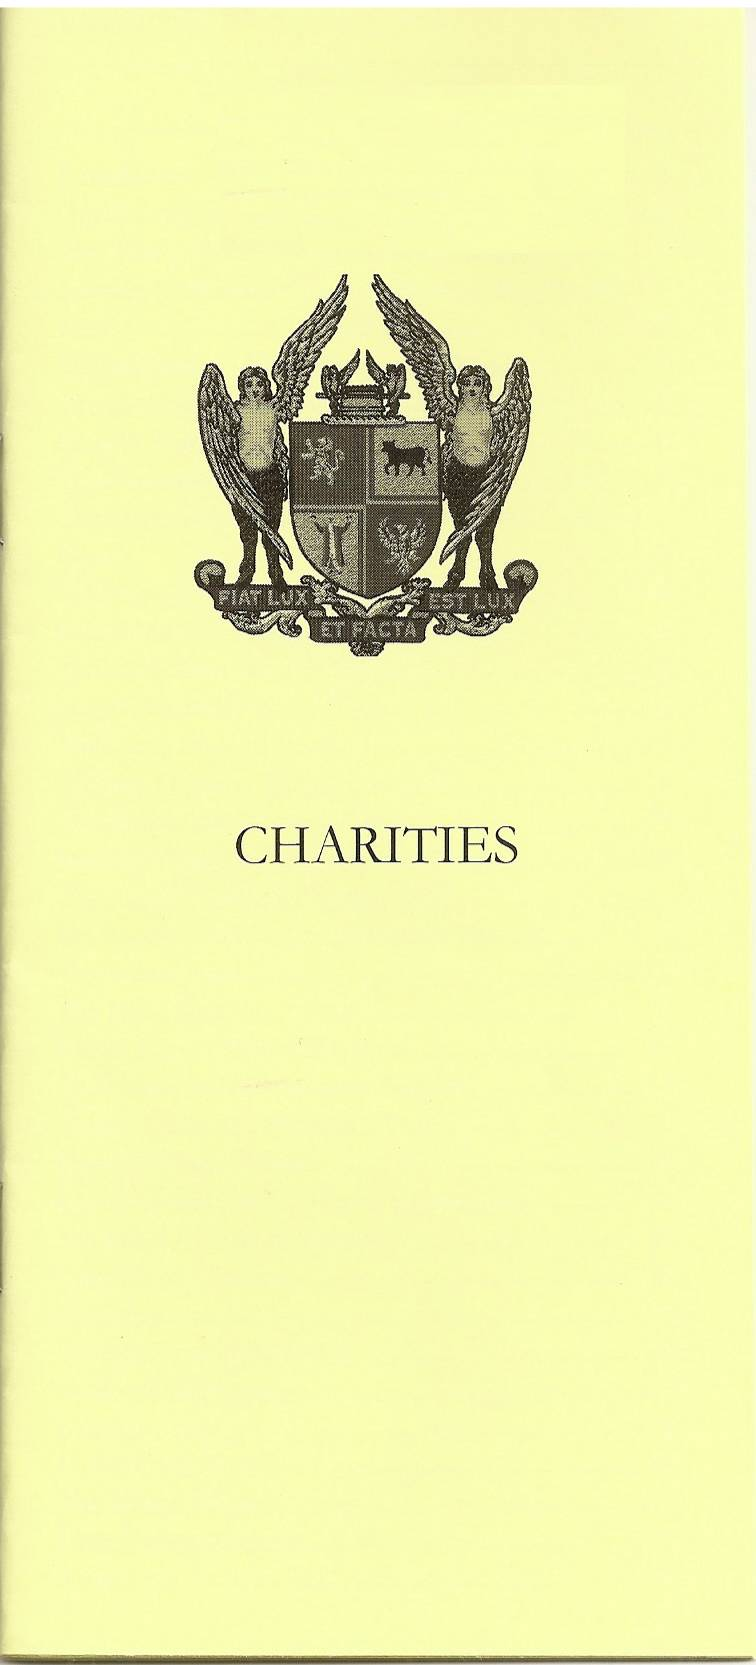 FIAT LUX
ET FACTA
EST LUX
CHARITIES